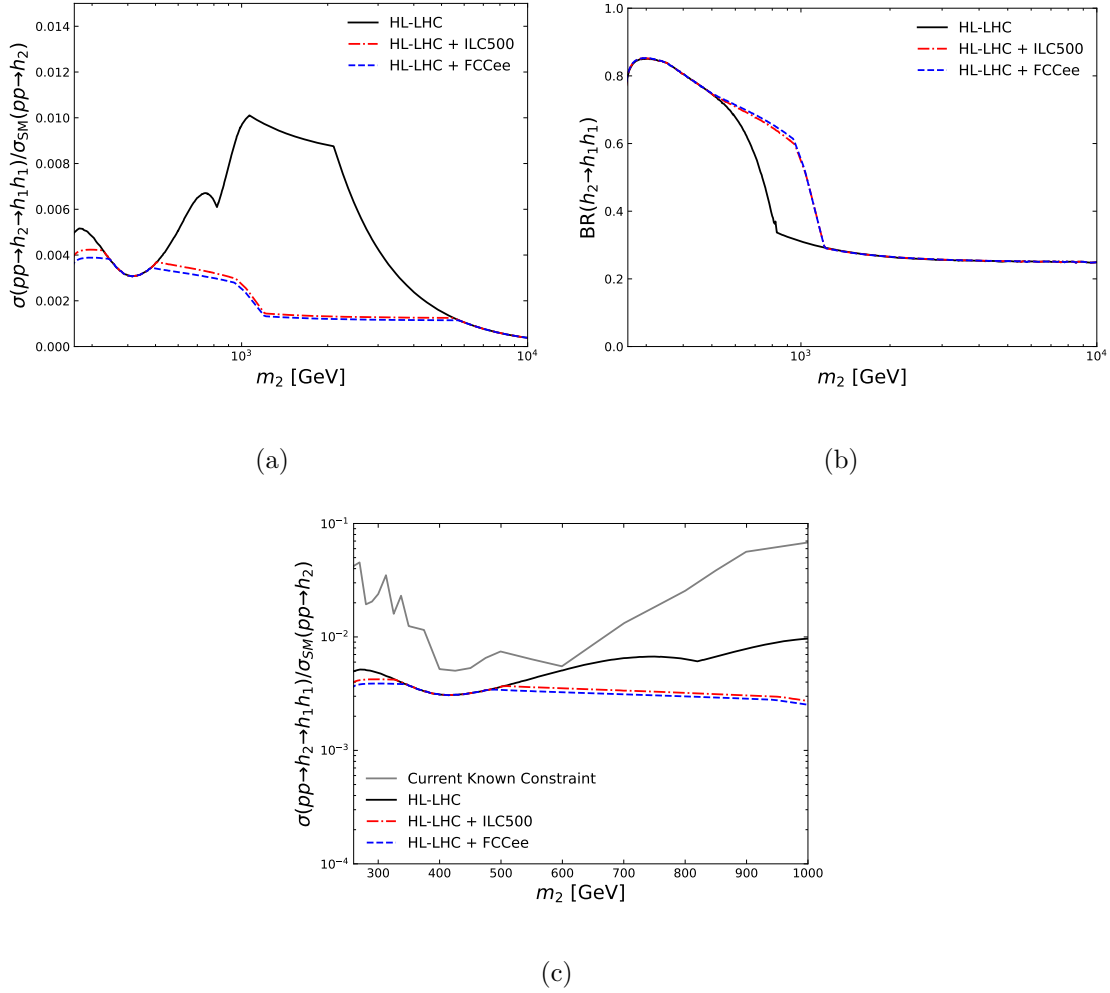 σ(pp→h₂→h₁h₁)/σ_SM(pp→h₂)
0.014
0.012
0.010
0.008
0.006
0.004
0.002
0.000
HL-LHC
HL-LHC + ILC500
HL-LHC + FCCee
10³
10⁴
m₂ [GeV]
(a)
BR(h₂→h₁h₁)
1.0
0.8
0.6
0.4
0.2
0.0
HL-LHC
HL-LHC + ILC500
HL-LHC + FCCee
10³
10⁴
m₂ [GeV]
(b)
σ(pp→h₂→h₁h₁)/σ_SM(pp→h₂)
10⁻¹
10⁻²
10⁻³
10⁻⁴
Current Known Constraint
HL-LHC
HL-LHC + ILC500
HL-LHC + FCCee
300 400 500 600 700 800 900 1000
m₂ [GeV]
(c)